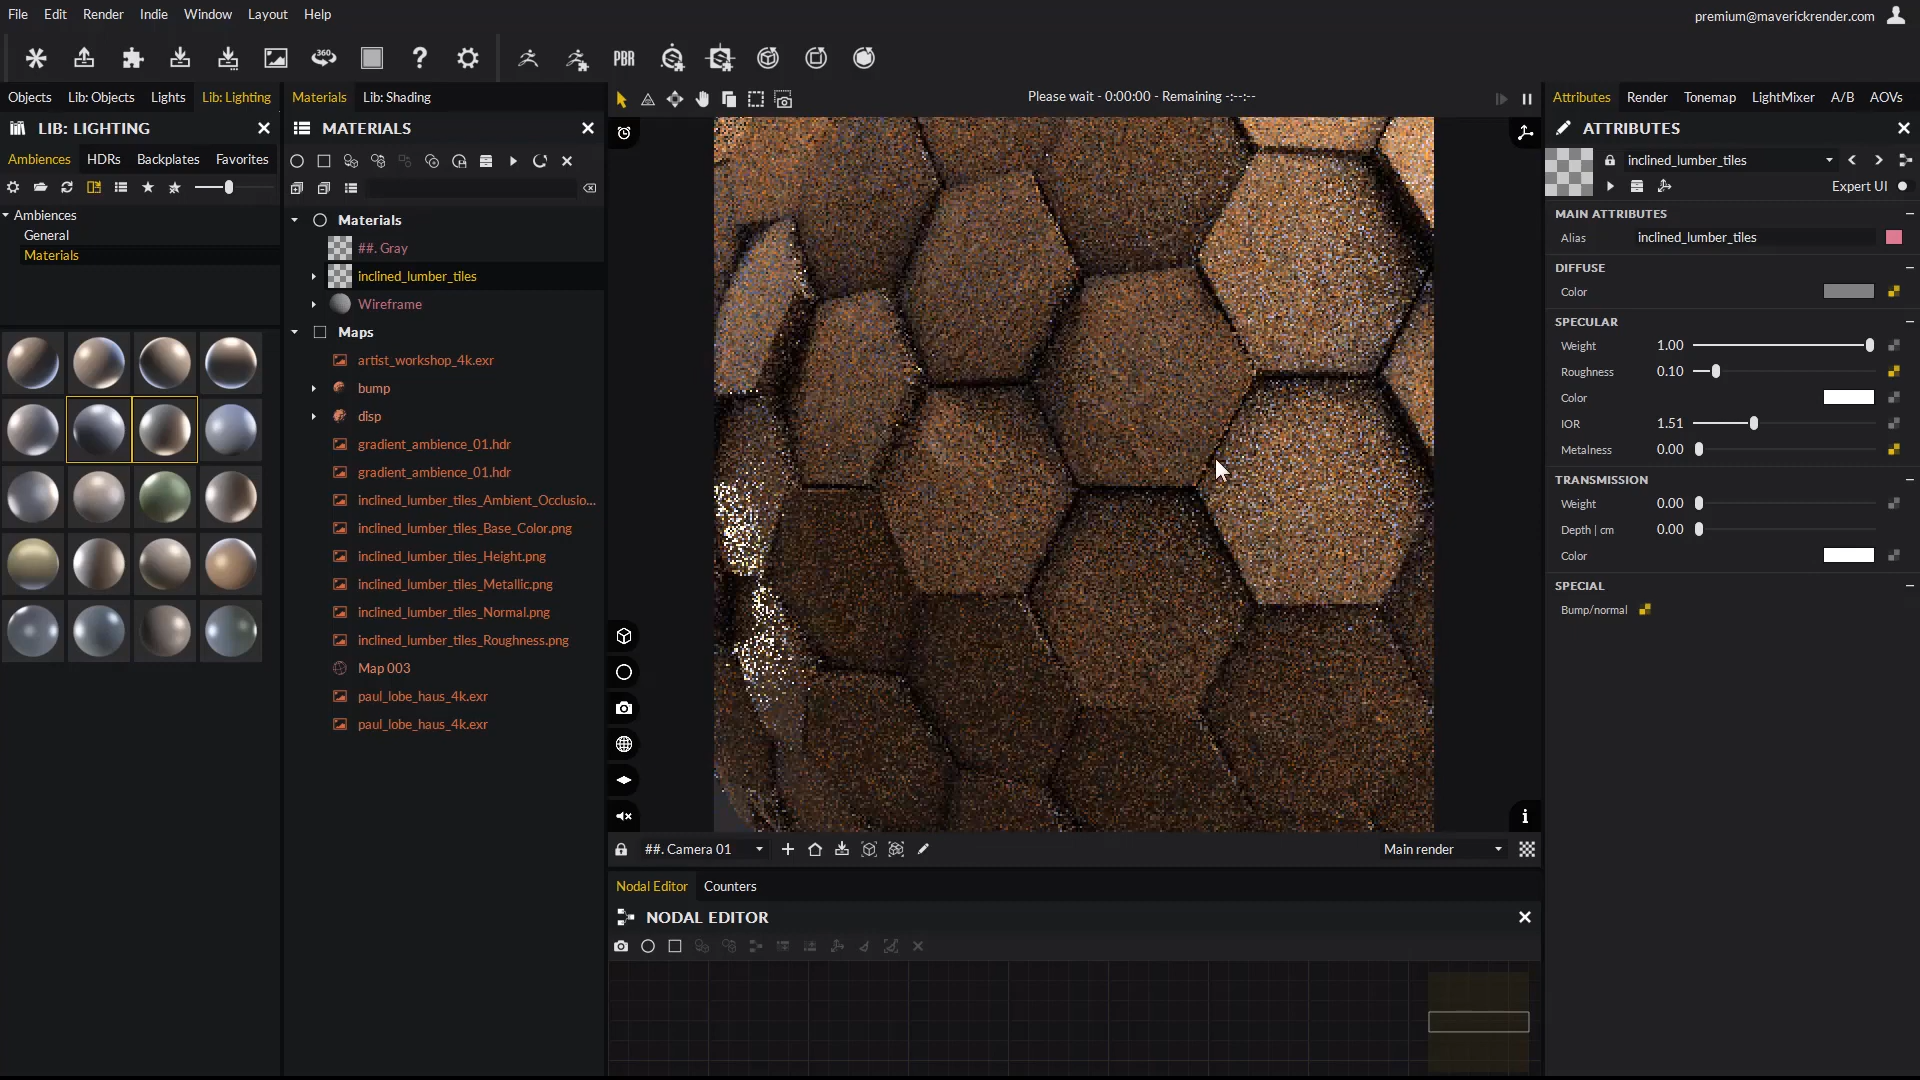 File Edit Render Indie Window Layout Help
premium@maverickrender.com
360 ? PBR
Objects Lib: Objects Lights Lib: Lighting
Materials Lib: Shading
Please wait - 0:00:00 - Remaining -:--:--
Attributes Render Tonemap LightMixer A/B AOVs
LIB: LIGHTING
MATERIALS
ATTRIBUTES
Ambiences HDRs Backplates Favorites
Ambiences
General
Materials
Materials
##. Gray
inclined_lumber_tiles
Wireframe
Maps
artist_workshop_4k.exr
bump
disp
gradient_ambience_01.hdr
gradient_ambience_01.hdr
inclined_lumber_tiles_Ambient_Occlusio...
inclined_lumber_tiles_Base_Color.png
inclined_lumber_tiles_Height.png
inclined_lumber_tiles_Metallic.png
inclined_lumber_tiles_Normal.png
inclined_lumber_tiles_Roughness.png
Map 003
paul_lobe_haus_4k.exr
paul_lobe_haus_4k.exr
##. Camera 01
Main render
Nodal Editor Counters
NODAL EDITOR
inclined_lumber_tiles
Expert UI
MAIN ATTRIBUTES
Alias inclined_lumber_tiles
DIFFUSE
Color
SPECULAR
Weight 1.00
Roughness 0.10
Color
IOR 1.51
Metalness 0.00
TRANSMISSION
Weight 0.00
Depth | cm 0.00
Color
SPECIAL
Bump/normal